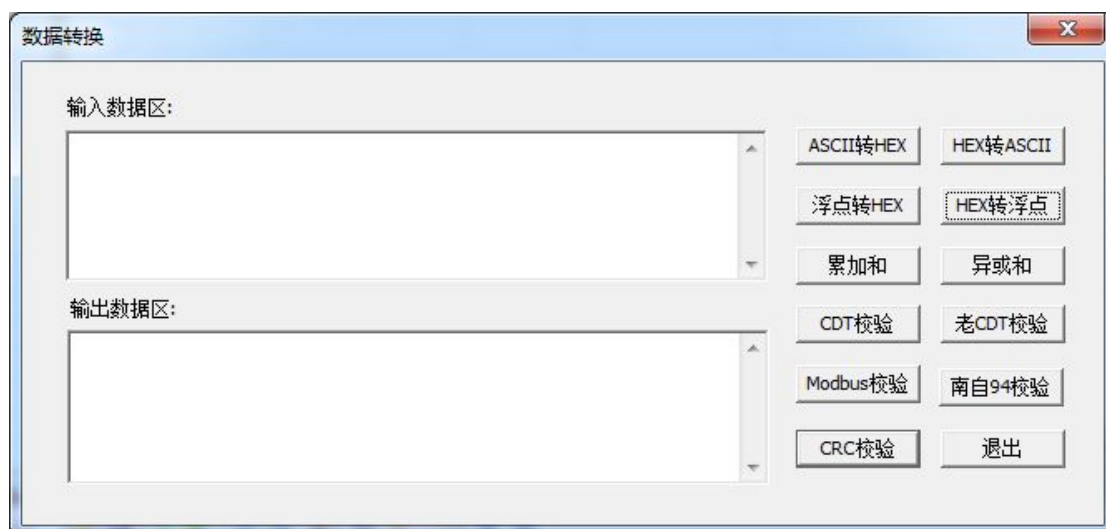 数据转换
输入数据区:
ASCII转HEX HEX转ASCII
浮点转HEX HEX转浮点
累加和 异或和
输出数据区:
CDT校验 老CDT校验
Modbus校验 南自94校验
CRC校验 退出